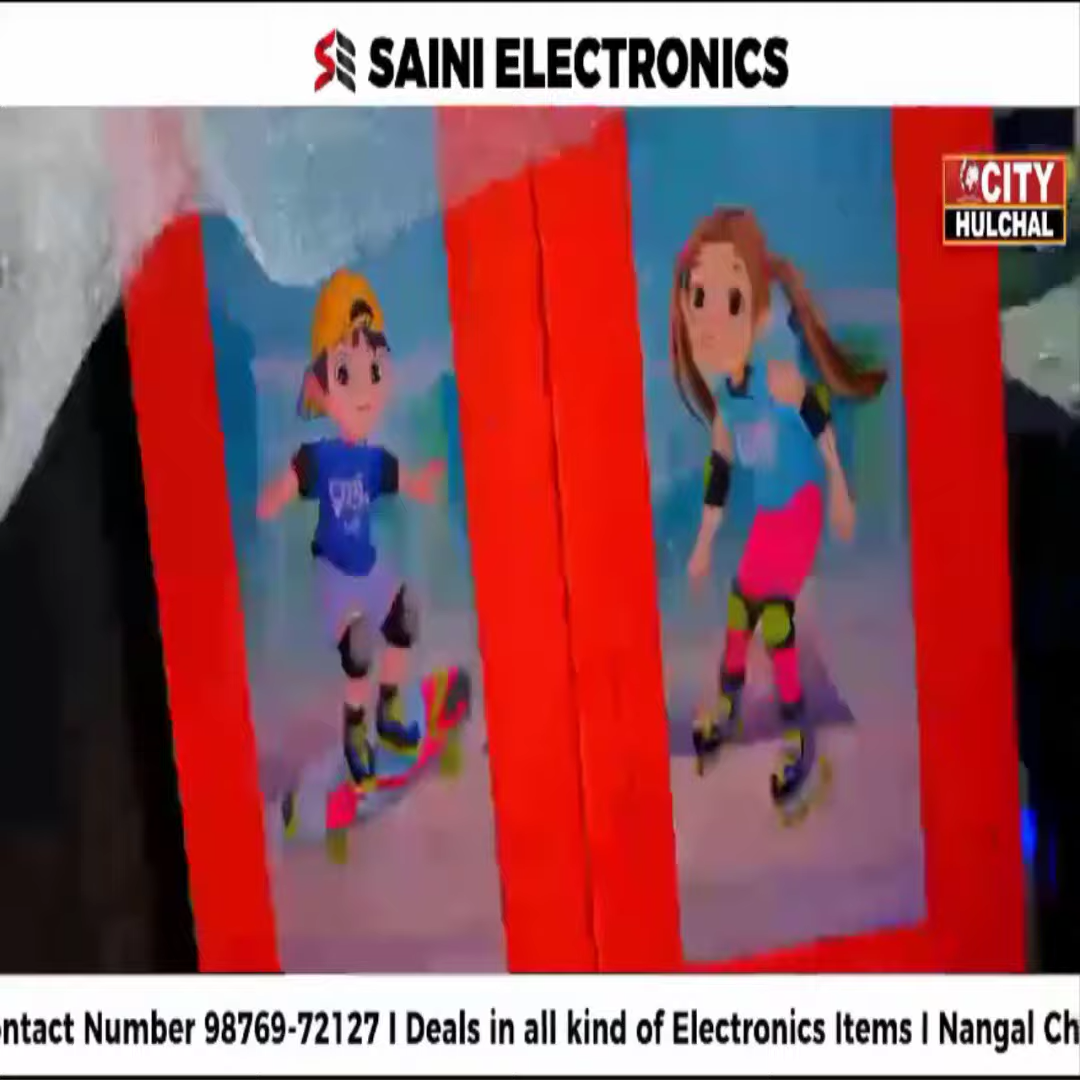 SAINI ELECTRONICS
CITY
HULCHAL
ontact Number 98769-72127 I Deals in all kind of Electronics Items I Nangal Ch